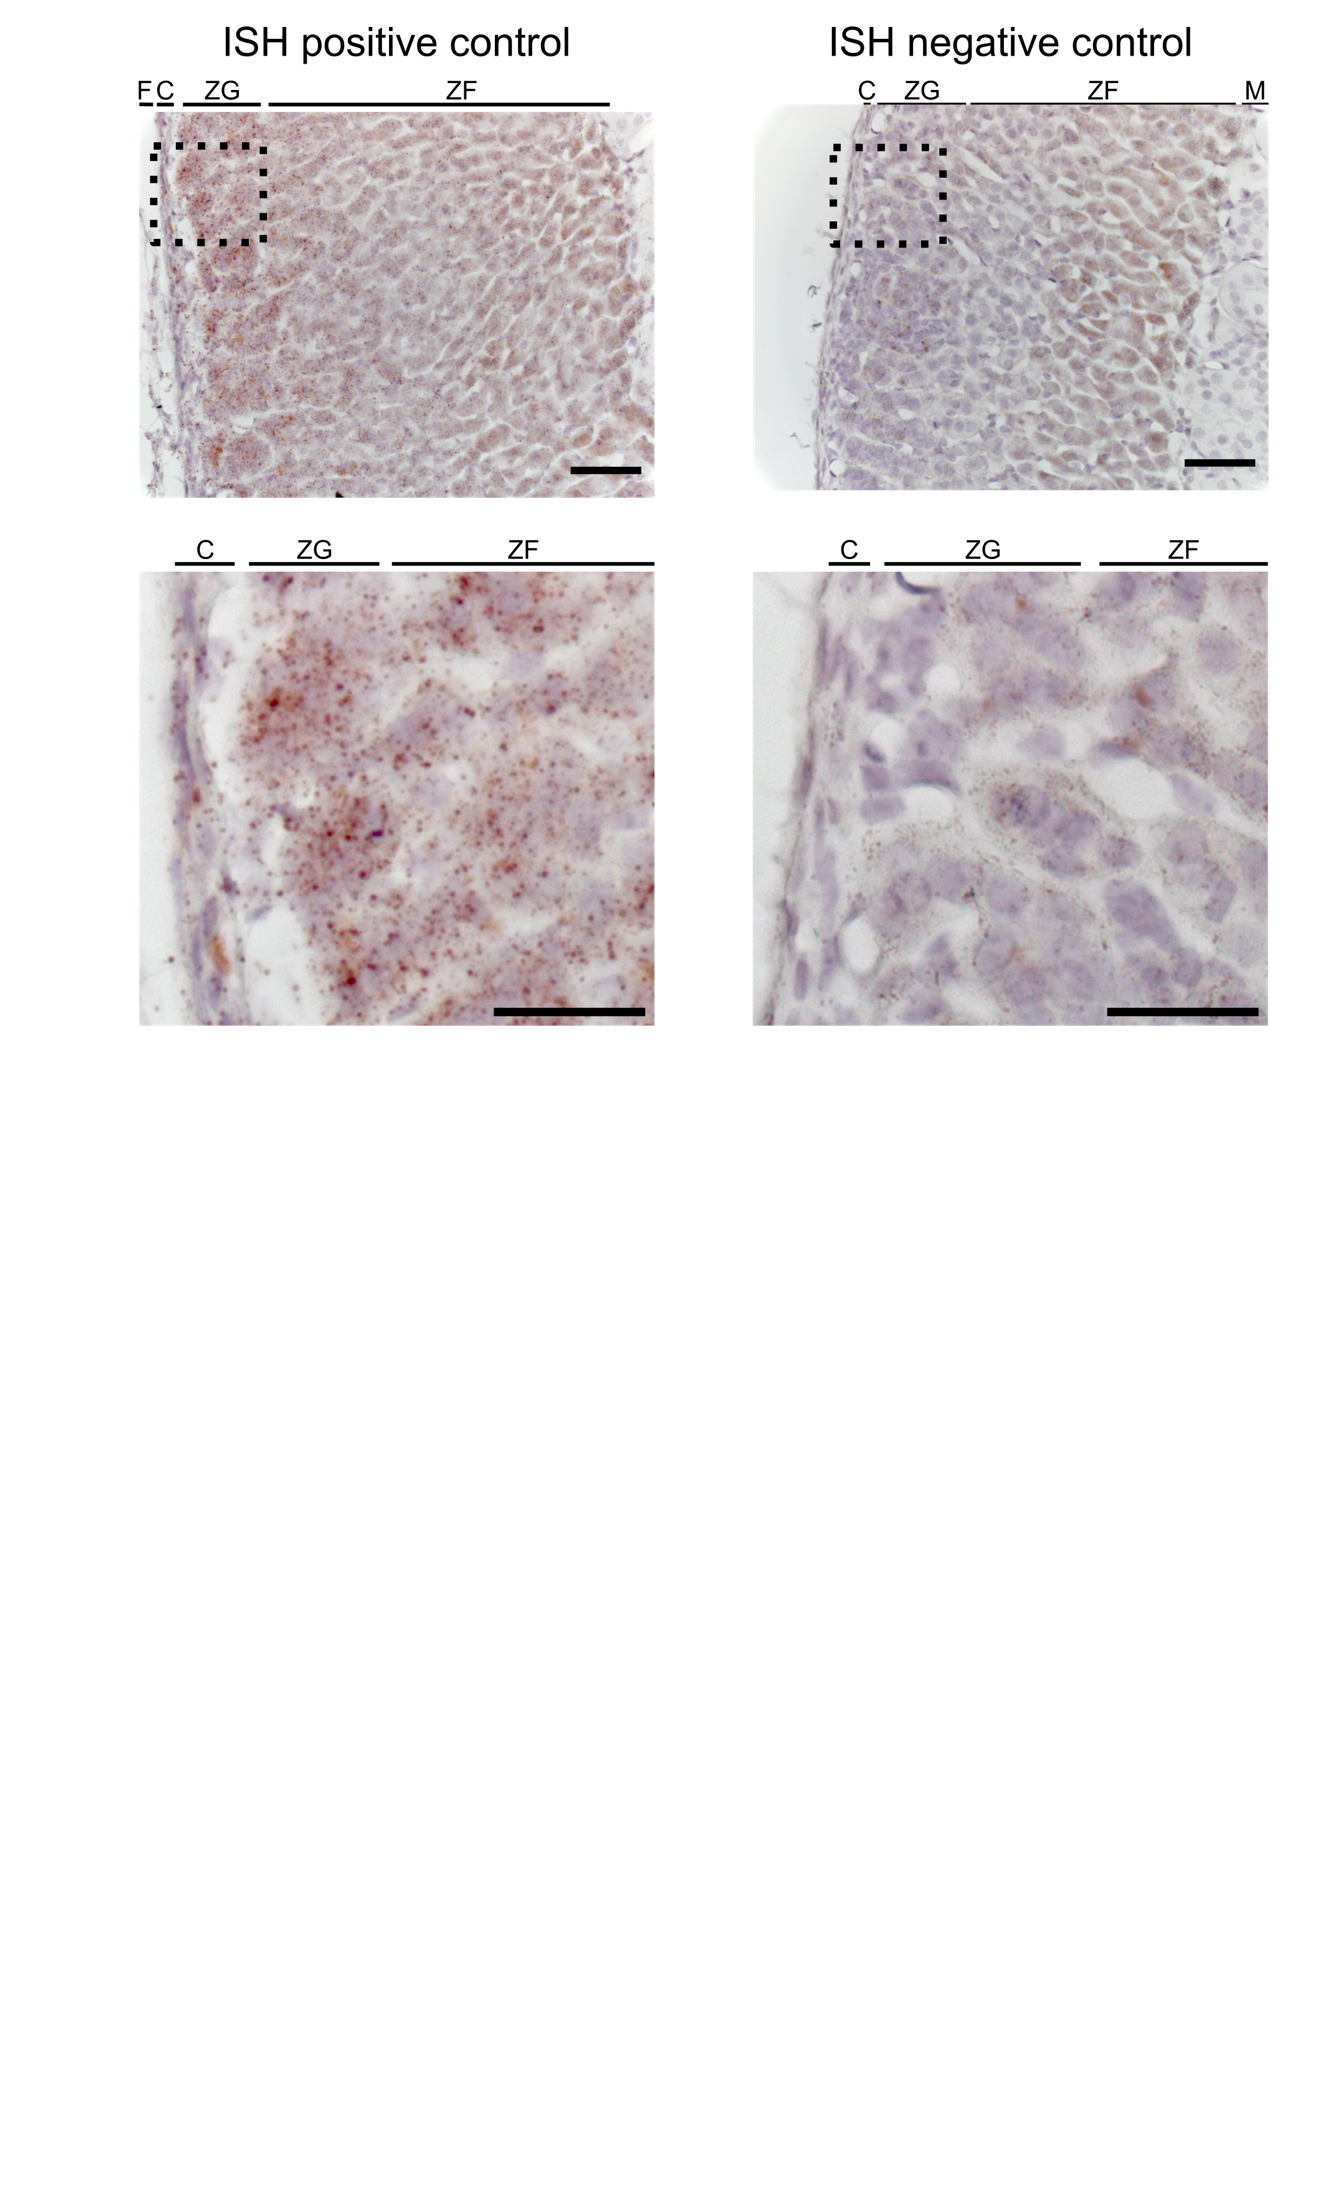 ISH positive control
ISH negative control
F C ZG ZF
C ZG ZF M
C ZG ZF
C ZG ZF